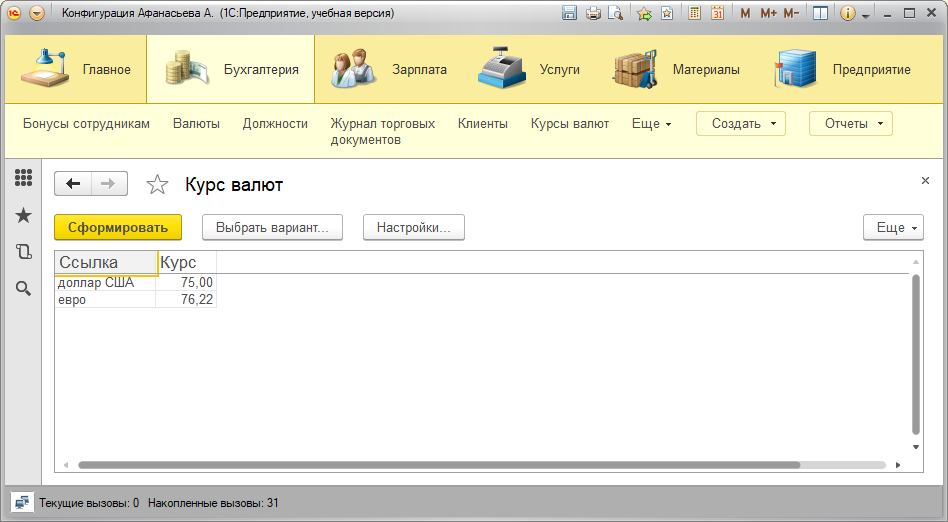 Конфигурация Афанасьева А. (1С:Предприятие, учебная версия)
31 M M+ M-
Главное Бухгалтерия Зарплата Услуги Материалы Предприятие
Бонусы сотрудникам Валюты Должности Журнал торговых документов Клиенты Курсы валют Еще Создать Отчеты
Курс валют
Сформировать Выбрать вариант... Настройки... Еще
Ссылка Курс
доллар США 75,00
евро 76,22
Текущие вызовы: 0 Накопленные вызовы: 31